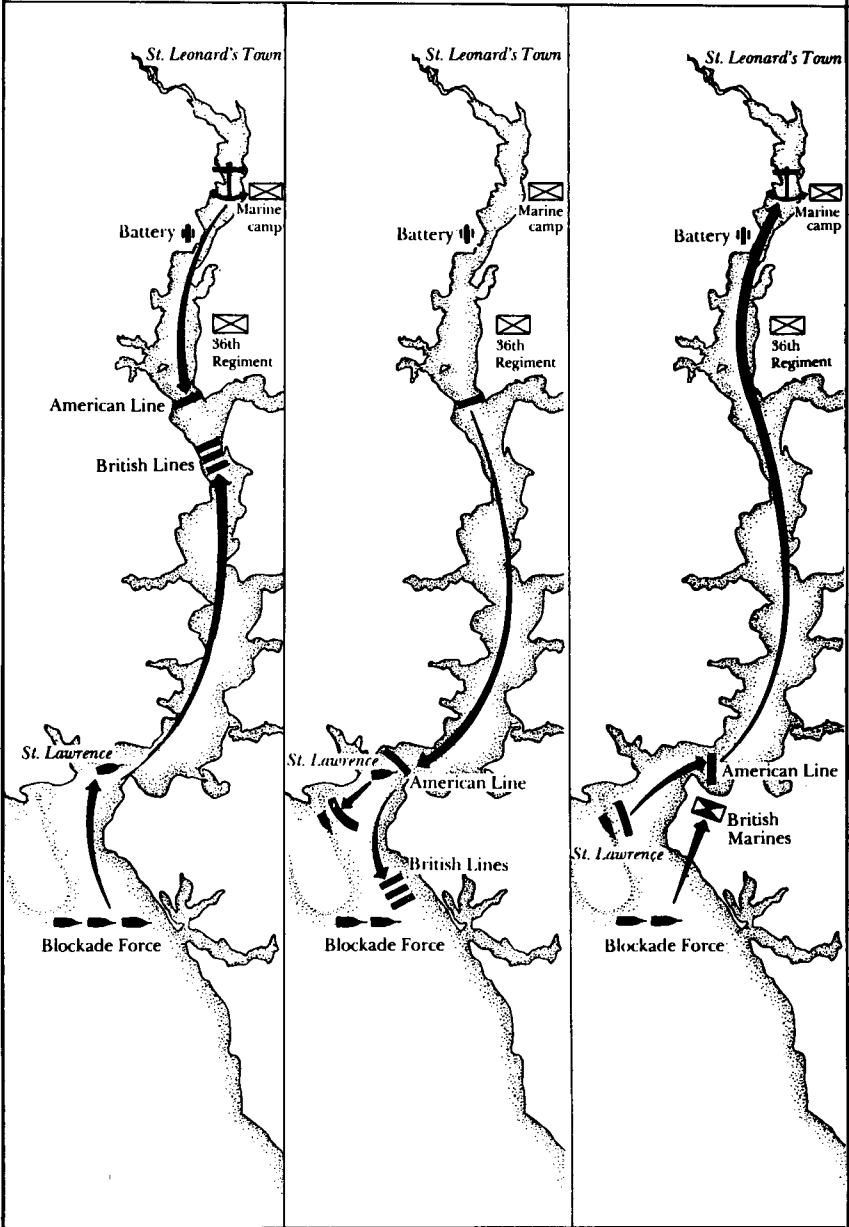 St. Leonard's Town
Marine
camp
Battery
36th
Regiment
American Line
British Lines
St. Lawrence
Blockade Force
St. Leonard's Town
Marine
camp
Battery
36th
Regiment
St. Lawrence
American Line
British Lines
Blockade Force
St. Leonard's Town
Marine
camp
Battery
36th
Regiment
American Line
British
Marines
St. Lawrence
Blockade Force